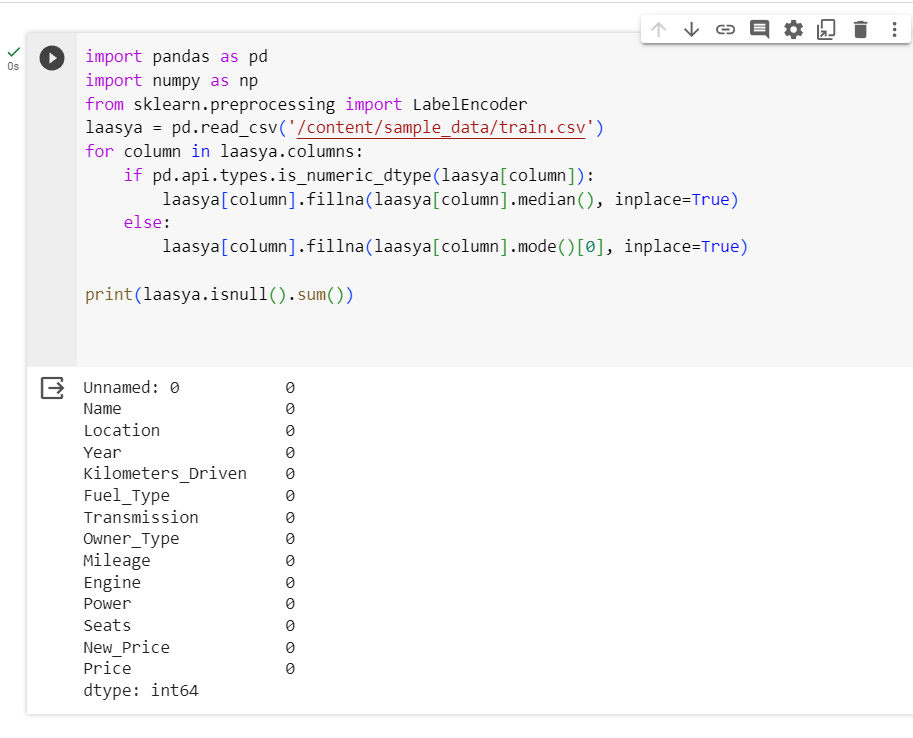 0s
import pandas as pd
import numpy as np
from sklearn.preprocessing import LabelEncoder
laasya = pd.read_csv('/content/sample_data/train.csv')
for column in laasya.columns:
    if pd.api.types.is_numeric_dtype(laasya[column]):
        laasya[column].fillna(laasya[column].median(), inplace=True)
    else:
        laasya[column].fillna(laasya[column].mode()[0], inplace=True)
print(laasya.isnull().sum())
Unnamed: 0           0
Name                 0
Location             0
Year                 0
Kilometers_Driven    0
Fuel_Type            0
Transmission         0
Owner_Type           0
Mileage              0
Engine               0
Power                0
Seats                0
New_Price            0
Price                0
dtype: int64